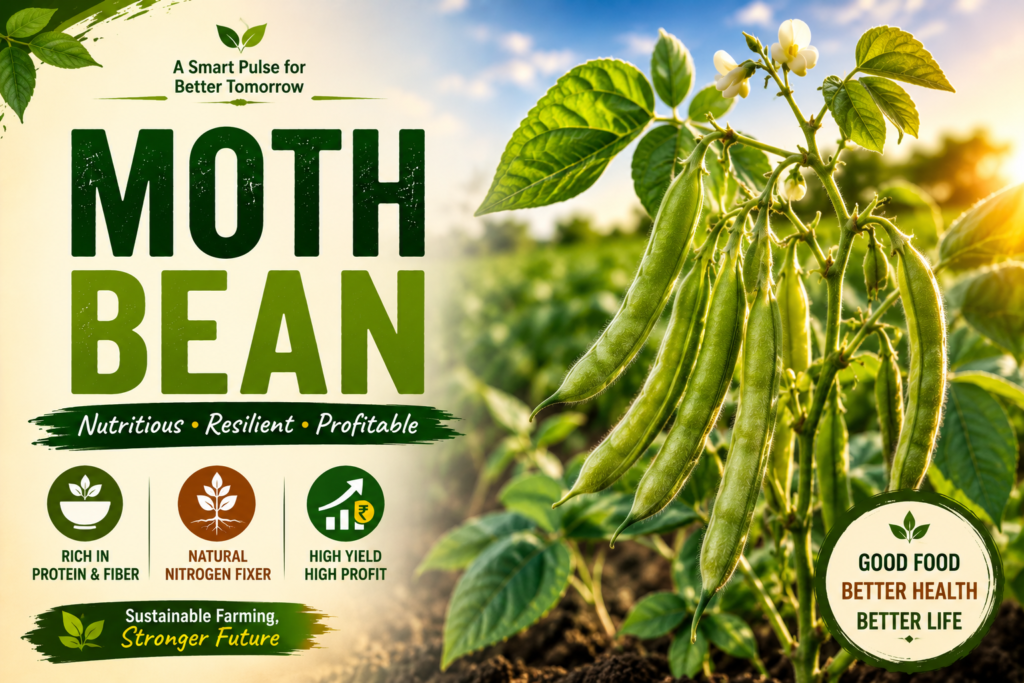 A Smart Pulse for
Better Tomorrow
MOTH
BEAN
Nutritious • Resilient • Profitable
RICH IN
PROTEIN & FIBER
NATURAL
NITROGEN FIXER
₹
HIGH YIELD
HIGH PROFIT
Sustainable Farming,
Stronger Future
GOOD FOOD
BETTER HEALTH
BETTER LIFE